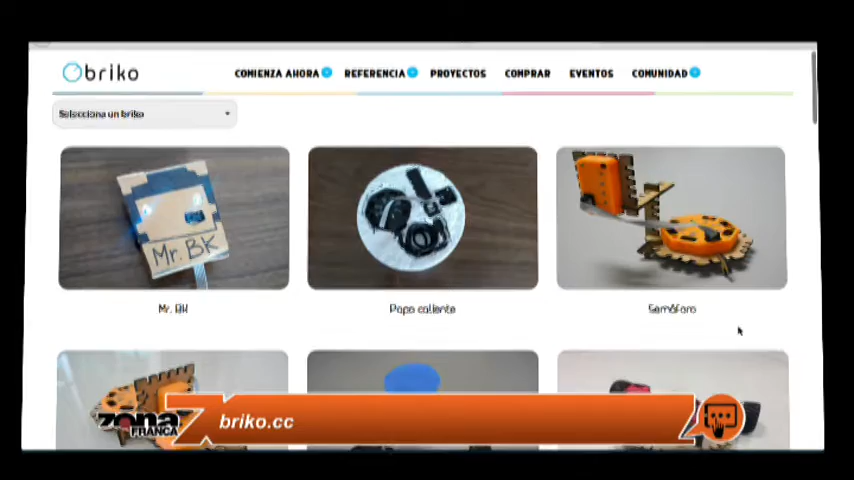 briko
COMIENZA AHORA REFERENCIA PROYECTOS COMPRAR EVENTOS COMUNIDAD
Selecciona un briko
Mr. BK
Mr. BK
Papa caliente
Semáforo
zona
FRANCA
briko.cc